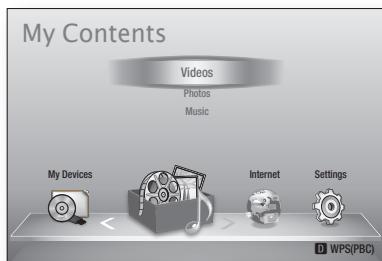 My Contents
Videos
Photos
Music
My Devices
Internet
Settings
D WPS(PBC)